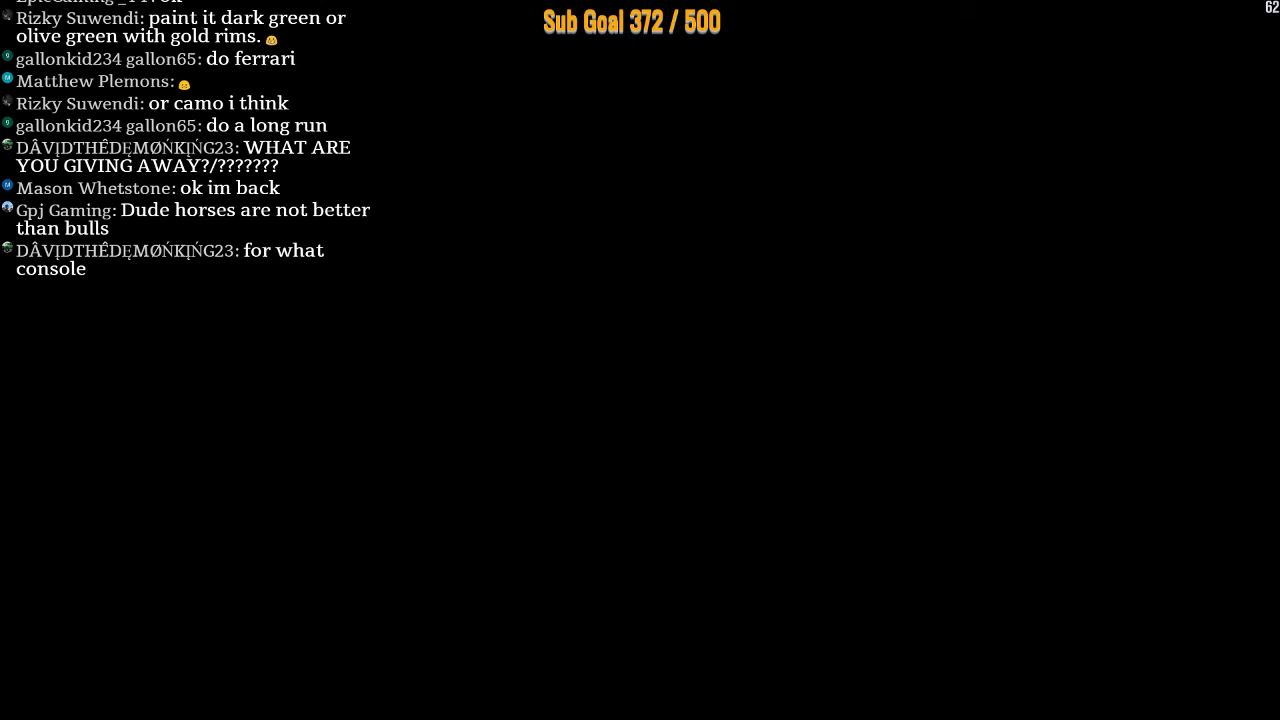 Rizky Suwendi: paint it dark green or
olive green with gold rims.
gallonkid234 gallon65: do ferrari
Matthew Plemons:
Rizky Suwendi: or camo i think
gallonkid234 gallon65: do a long run
DÂVĮDTHÊDĘMØŃKĮŃG23: WHAT ARE
YOU GIVING AWAY?/???????
Mason Whetstone: ok im back
Gpj Gaming: Dude horses are not better
than bulls
DÂVĮDTHÊDĘMØŃKĮŃG23: for what
console
Sub Goal 372 / 500
62